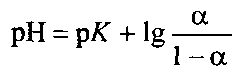 pH = pK + lg α / (1 – α)